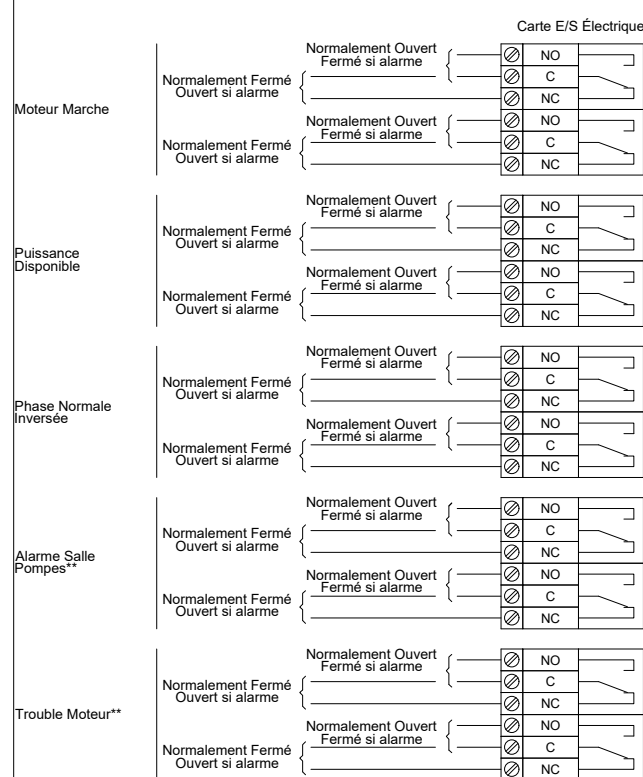 Carte E/S Électrique
Moteur Marche
Normalement Ouvert
Fermé si alarme
Normalement Fermé
Ouvert si alarme
NO
C
NC
Normalement Ouvert
Fermé si alarme
Normalement Fermé
Ouvert si alarme
NO
C
NC
Puissance
Disponible
Normalement Ouvert
Fermé si alarme
Normalement Fermé
Ouvert si alarme
NO
C
NC
Normalement Ouvert
Fermé si alarme
Normalement Fermé
Ouvert si alarme
NO
C
NC
Phase Normale
Inversée
Normalement Ouvert
Fermé si alarme
Normalement Fermé
Ouvert si alarme
NO
C
NC
Normalement Ouvert
Fermé si alarme
Normalement Fermé
Ouvert si alarme
NO
C
NC
Alarme Salle
Pompes**
Normalement Ouvert
Fermé si alarme
Normalement Fermé
Ouvert si alarme
NO
C
NC
Normalement Ouvert
Fermé si alarme
Normalement Fermé
Ouvert si alarme
NO
C
NC
Trouble Moteur**
Normalement Ouvert
Fermé si alarme
Normalement Fermé
Ouvert si alarme
NO
C
NC
Normalement Ouvert
Fermé si alarme
Normalement Fermé
Ouvert si alarme
NO
C
NC